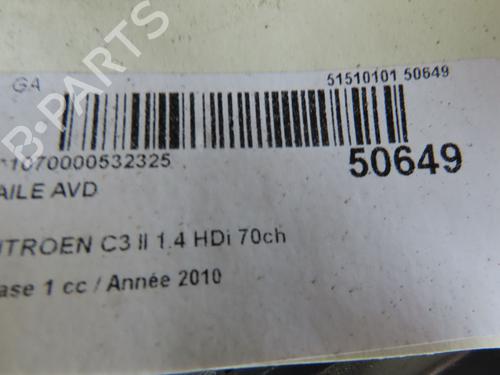 GA
51510101 50649
1070000532325
50649
AILE AVD
CITROEN C3 II 1.4 HDi 70ch
ase 1 cc / Année 2010
B-PARTS